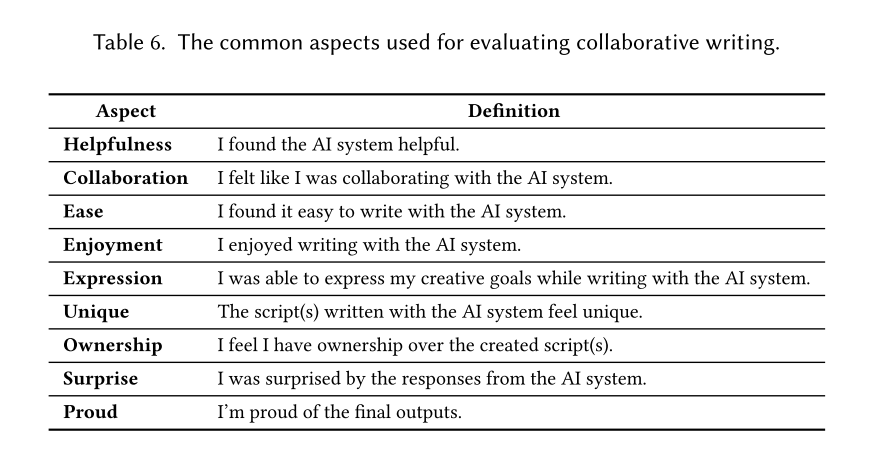 Table 6. The common aspects used for evaluating collaborative writing.
Aspect Definition
Helpfulness I found the AI system helpful.
Collaboration I felt like I was collaborating with the AI system.
Ease I found it easy to write with the AI system.
Enjoyment I enjoyed writing with the AI system.
Expression I was able to express my creative goals while writing with the AI system.
Unique The script(s) written with the AI system feel unique.
Ownership I feel I have ownership over the created script(s).
Surprise I was surprised by the responses from the AI system.
Proud I’m proud of the final outputs.